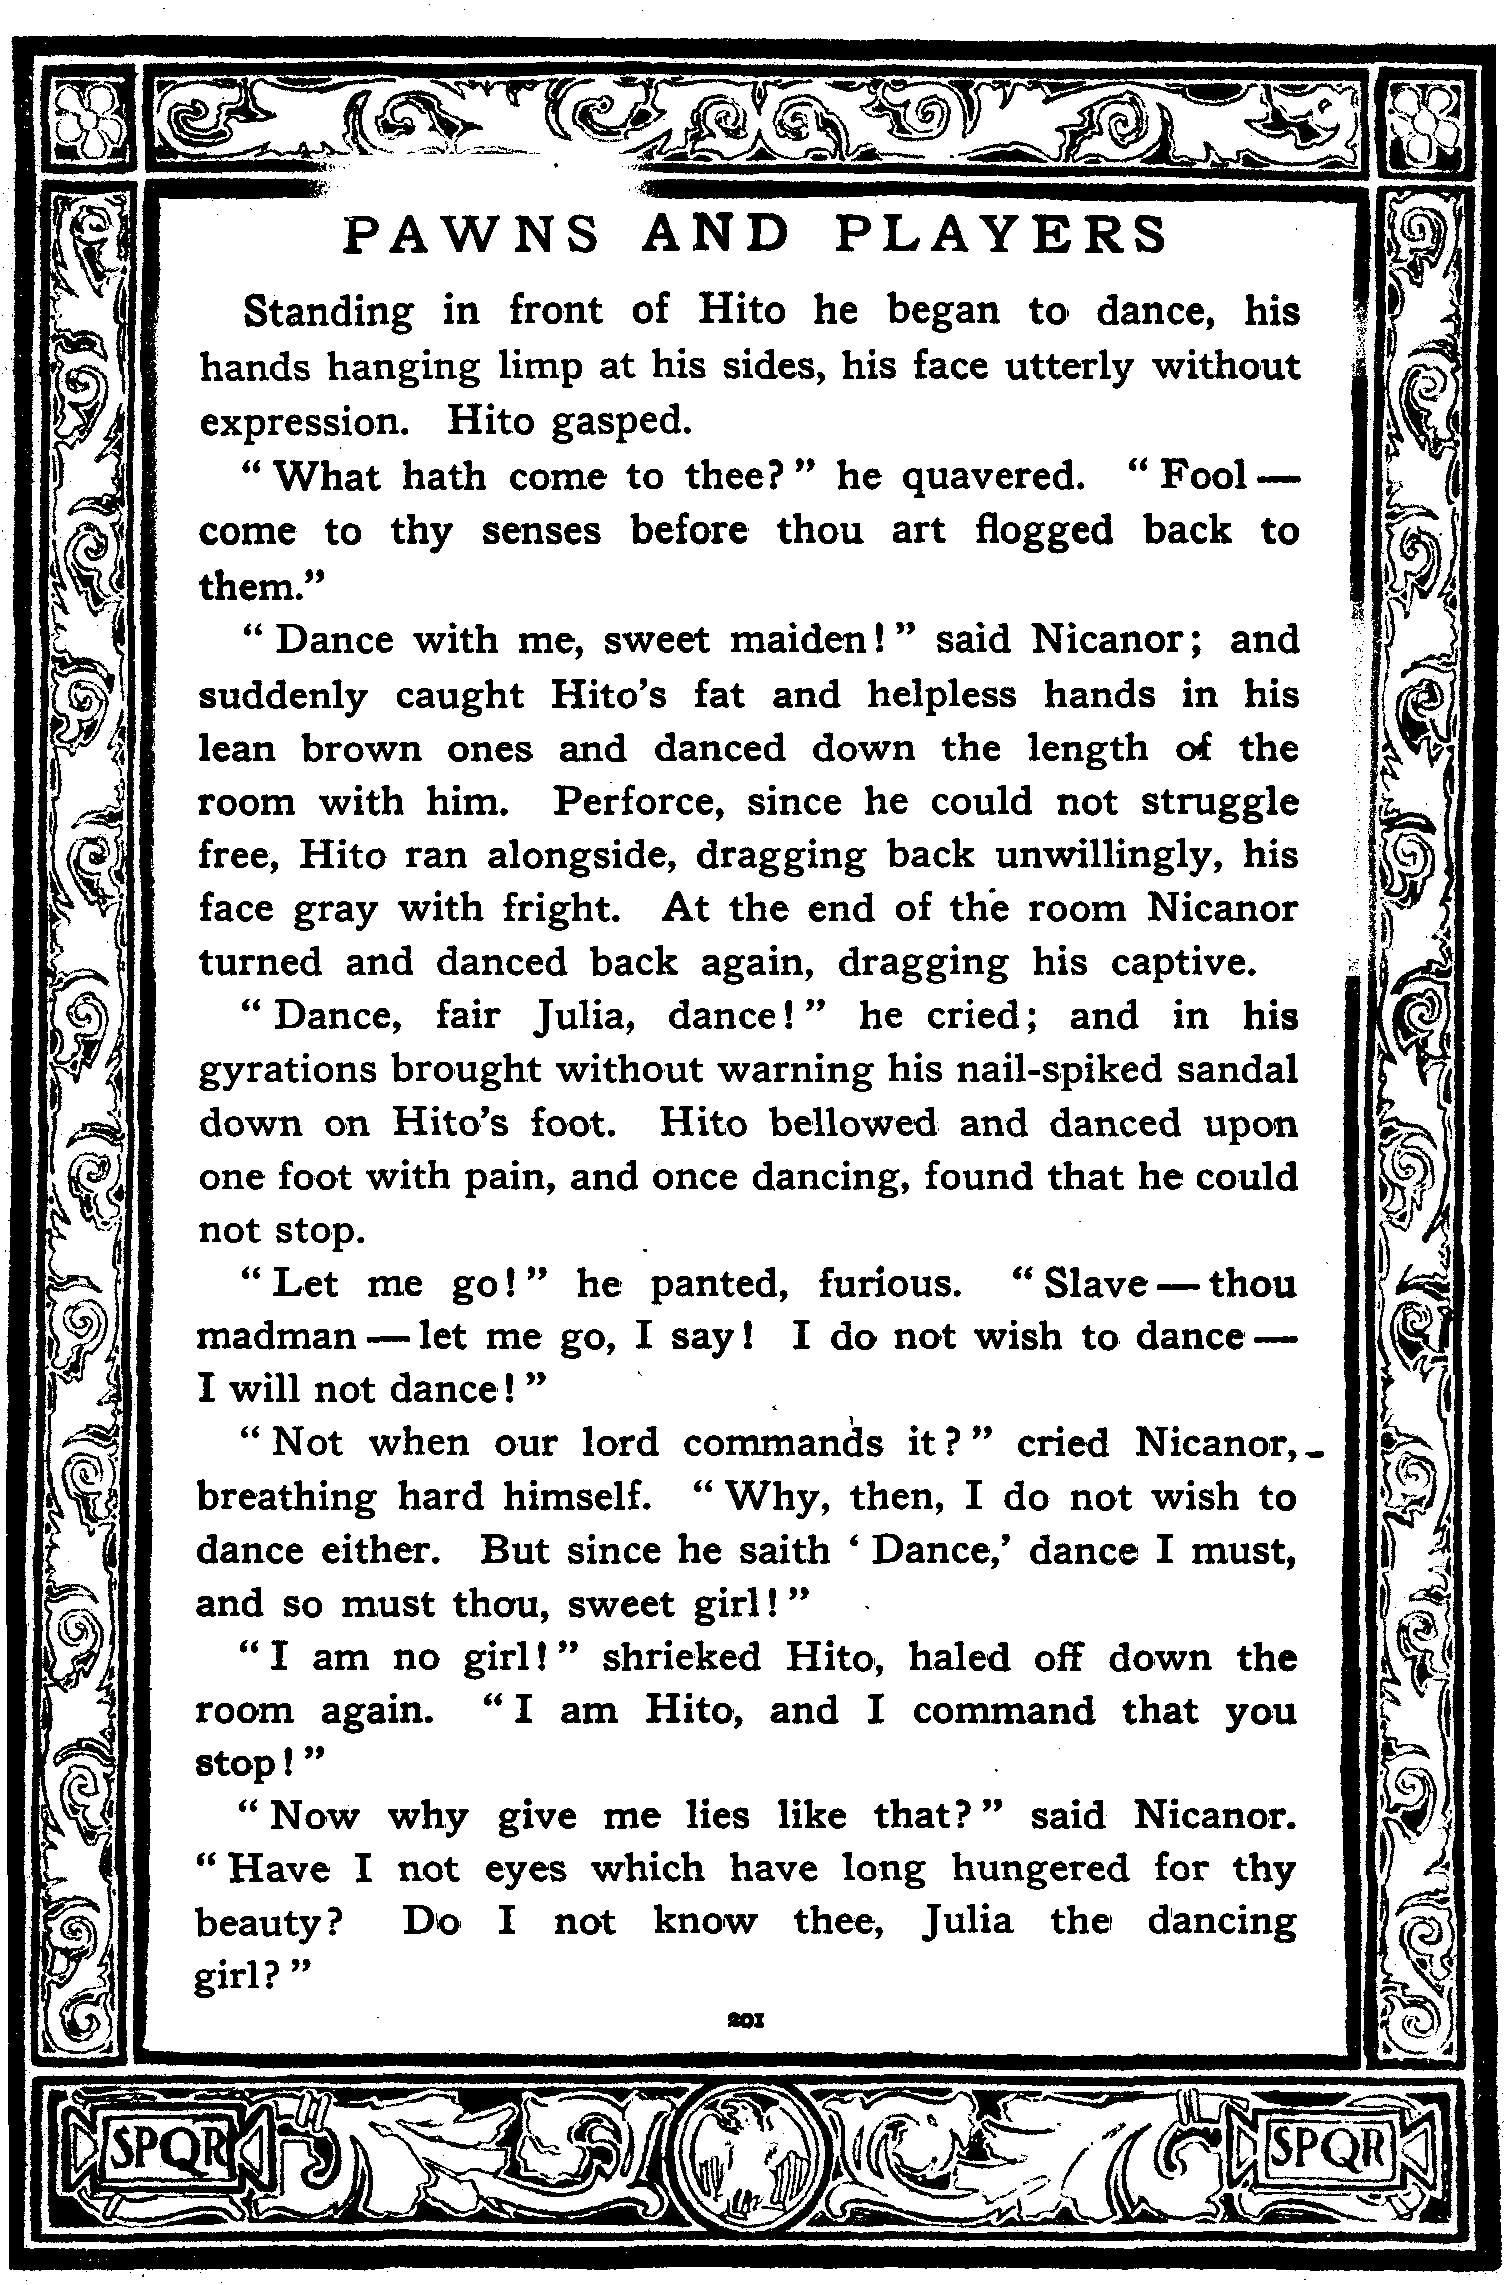 PAWNS AND PLAYERS
Standing in front of Hito he began to dance, his
hands hanging limp at his sides, his face utterly without
expression. Hito gasped.
“What hath come to thee?” he quavered. “Fool—
come to thy senses before thou art flogged back to
them.”
“Dance with me, sweet maiden!” said Nicanor; and
suddenly caught Hito’s fat and helpless hands in his
lean brown ones and danced down the length of the
room with him. Perforce, since he could not struggle
free, Hito ran alongside, dragging back unwillingly, his
face gray with fright. At the end of the room Nicanor
turned and danced back again, dragging his captive.
“Dance, fair Julia, dance!” he cried; and in his
gyrations brought without warning his nail-spiked sandal
down on Hito’s foot. Hito bellowed and danced upon
one foot with pain, and once dancing, found that he could
not stop.
“Let me go!” he panted, furious. “Slave—thou
madman—let me go, I say! I do not wish to dance—
I will not dance!”
“Not when our lord commands it?” cried Nicanor,
breathing hard himself. “Why, then, I do not wish to
dance either. But since he saith ‘Dance,’ dance I must,
and so must thou, sweet girl!”
“I am no girl!” shrieked Hito, haled off down the
room again. “I am Hito, and I command that you
stop!”
“Now why give me lies like that?” said Nicanor.
“Have I not eyes which have long hungered for thy
beauty? Do I not know thee, Julia the dancing
girl?”
201
SPQR SPQR